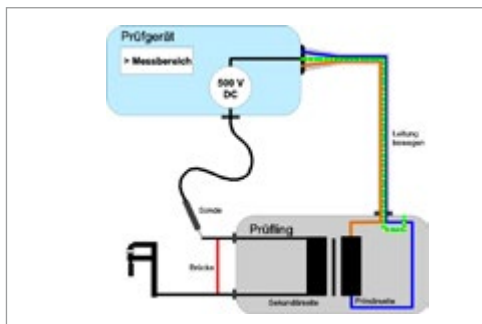 Prüfgerät
> Messbereich
500 V
DC
Leitung
bewegen
Sonde
Prüfling
Brücke
Sekundärseite
Primärseite